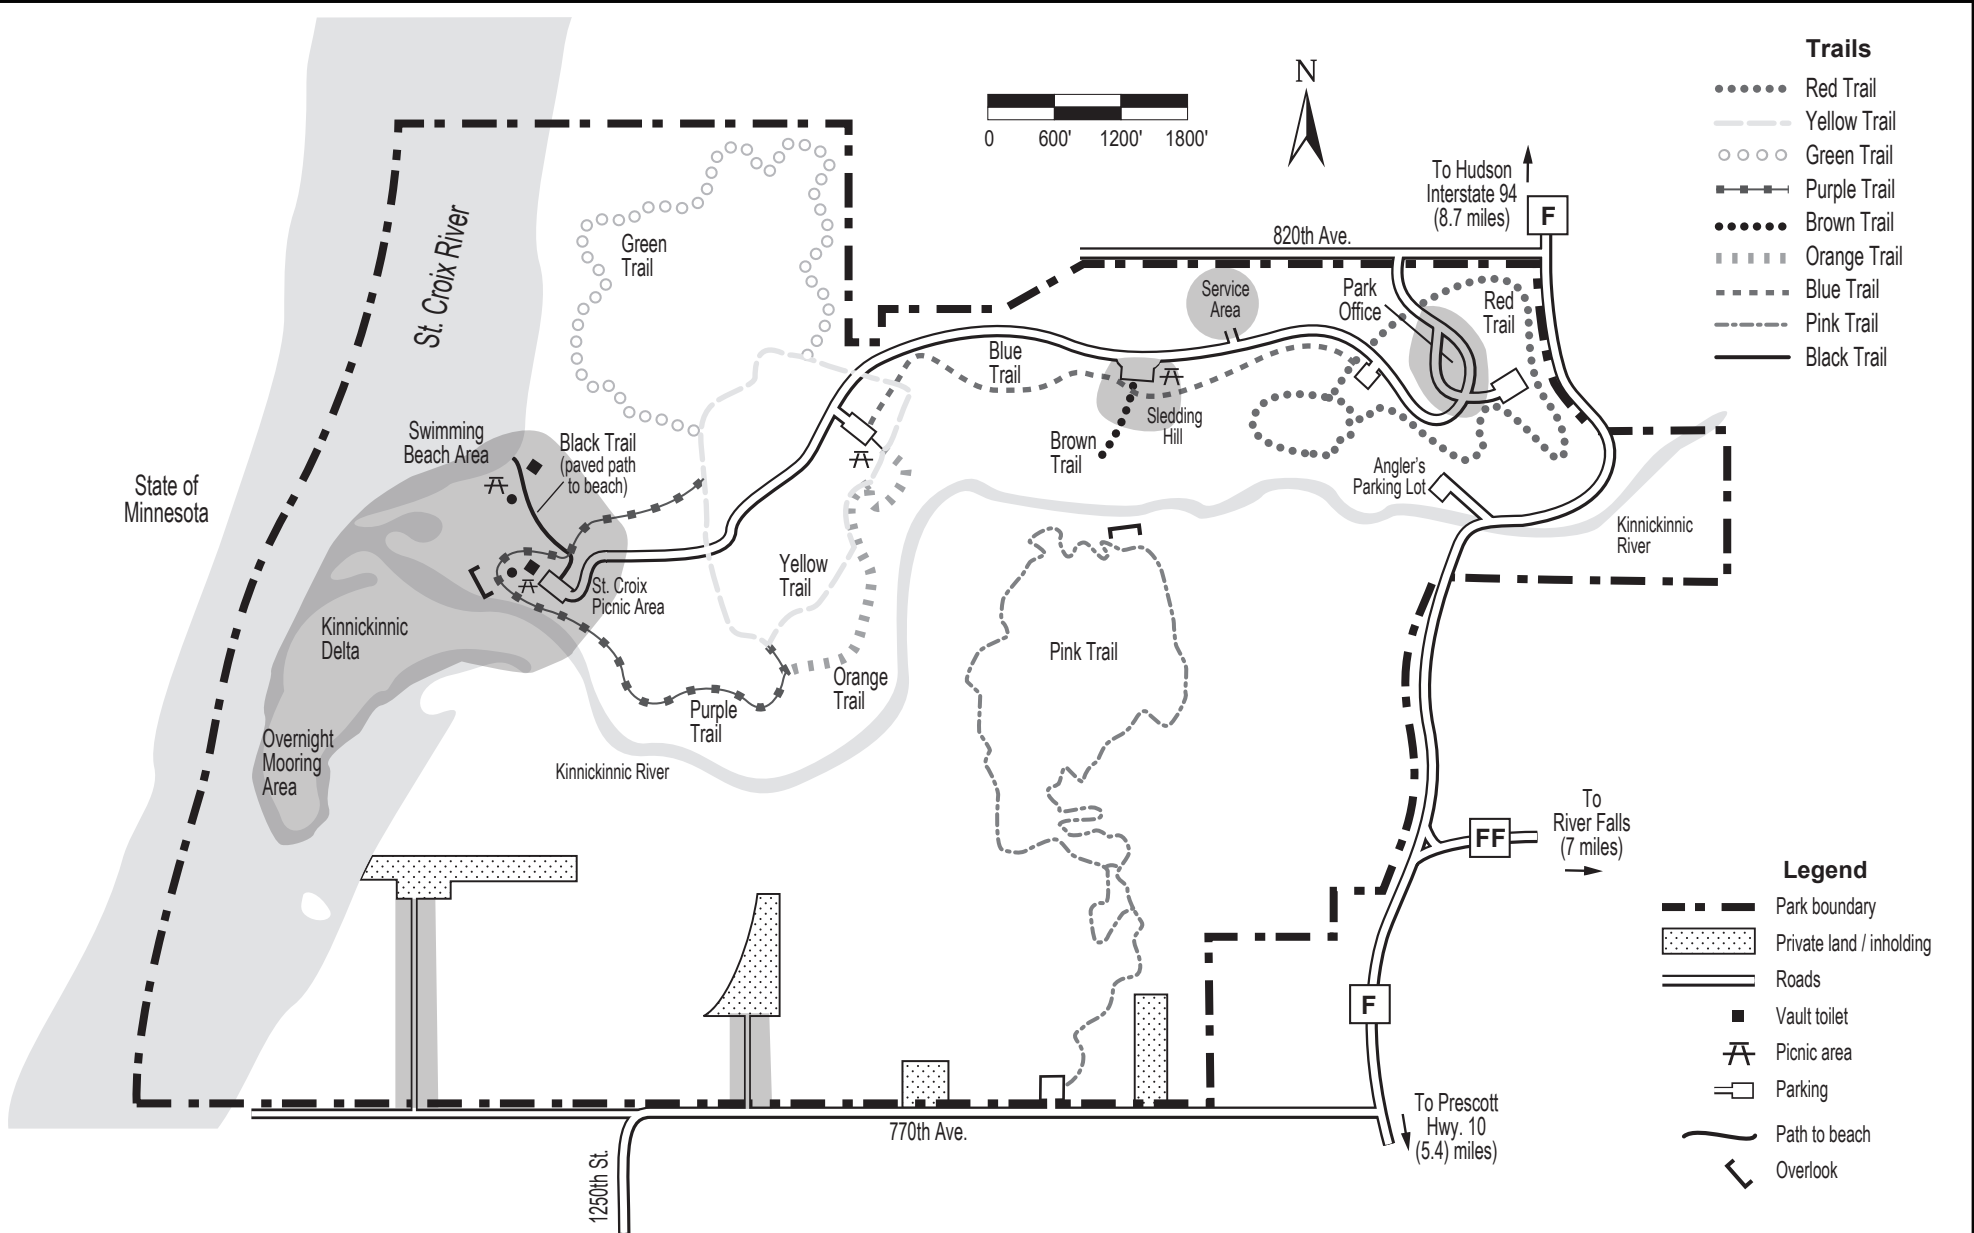 Trails
Red Trail
Yellow Trail
Green Trail
Purple Trail
Brown Trail
Orange Trail
Blue Trail
Pink Trail
Black Trail
N
0 600' 1200' 1800'
To Hudson
Interstate 94
(8.7 miles)
F
820th Ave.
Green
Trail
St. Croix River
Service
Area
Park
Office
Red
Trail
Blue
Trail
Sledding
Hill
Brown
Trail
Swimming
Beach Area
Black Trail
(paved path
to beach)
Angler's
Parking Lot
State of
Minnesota
Kinnickinnic
River
Yellow
Trail
St. Croix
Picnic Area
Kinnickinnic
Delta
Pink Trail
Orange
Trail
Purple
Trail
Overnight
Mooring
Area
Kinnickinnic River
To
River Falls
(7 miles)
FF
F
Legend
Park boundary
Private land / inholding
Roads
Vault toilet
Picnic area
Parking
Path to beach
Overlook
To Prescott
Hwy. 10
(5.4) miles)
770th Ave.
1250th St.